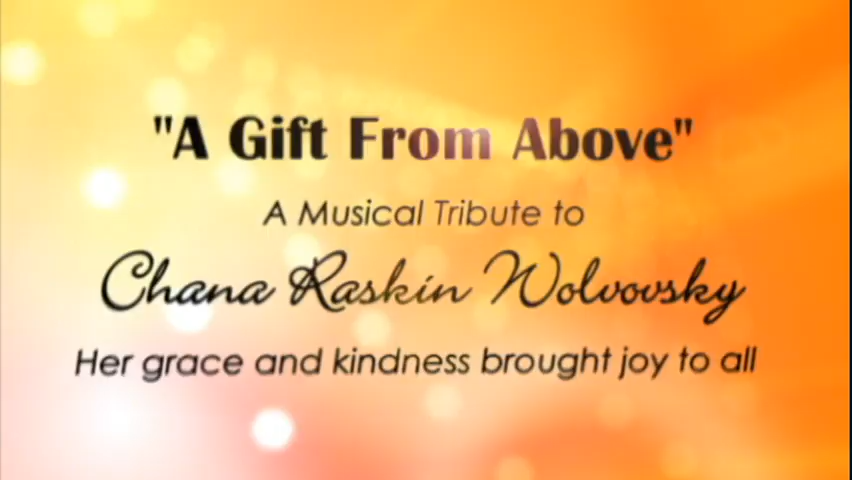 "A Gift From Above"
A Musical Tribute to
Chana Raskin Wolvovsky
Her grace and kindness brought joy to all